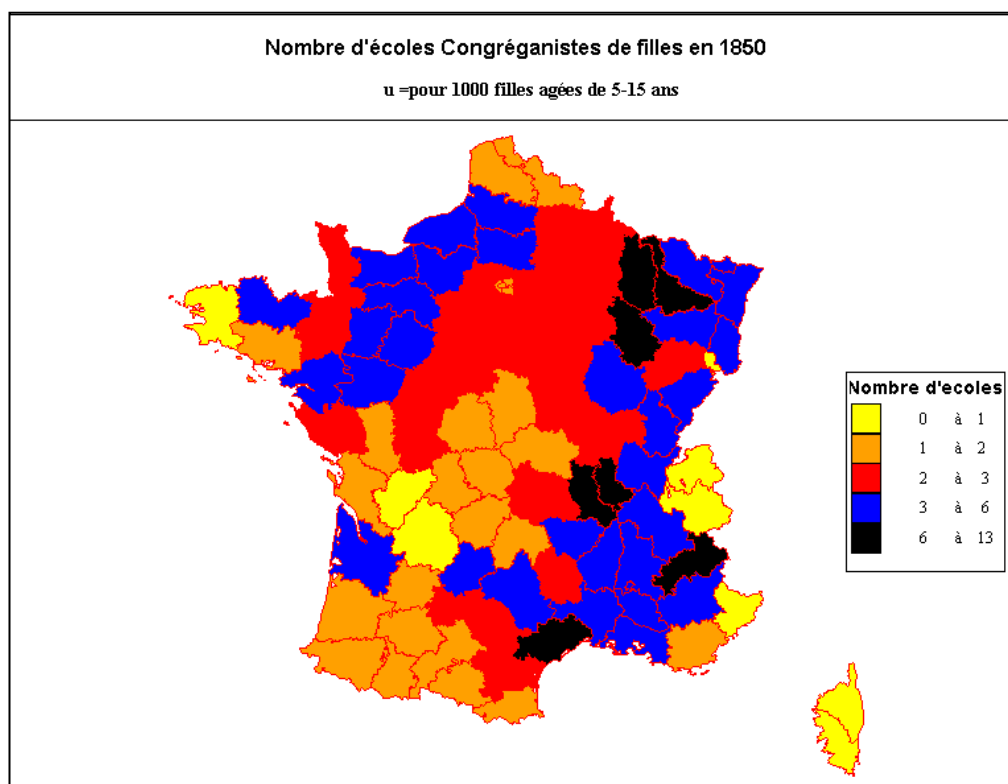 Nombre d'écoles Congréganistes de filles en 1850
u =pour 1000 filles agées de 5-15 ans
Nombre d'ecoles
0 à 1
1 à 2
2 à 3
3 à 6
6 à 13